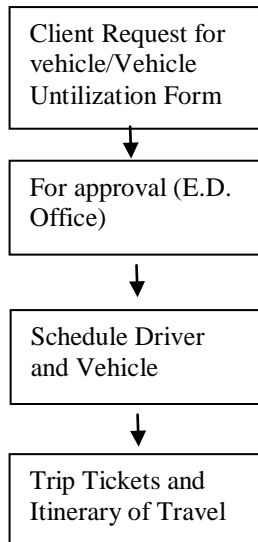 Client Request for
vehicle/Vehicle
Untilization Form
For approval (E.D.
Office)
Schedule Driver
and Vehicle
Trip Tickets and
Itinerary of Travel